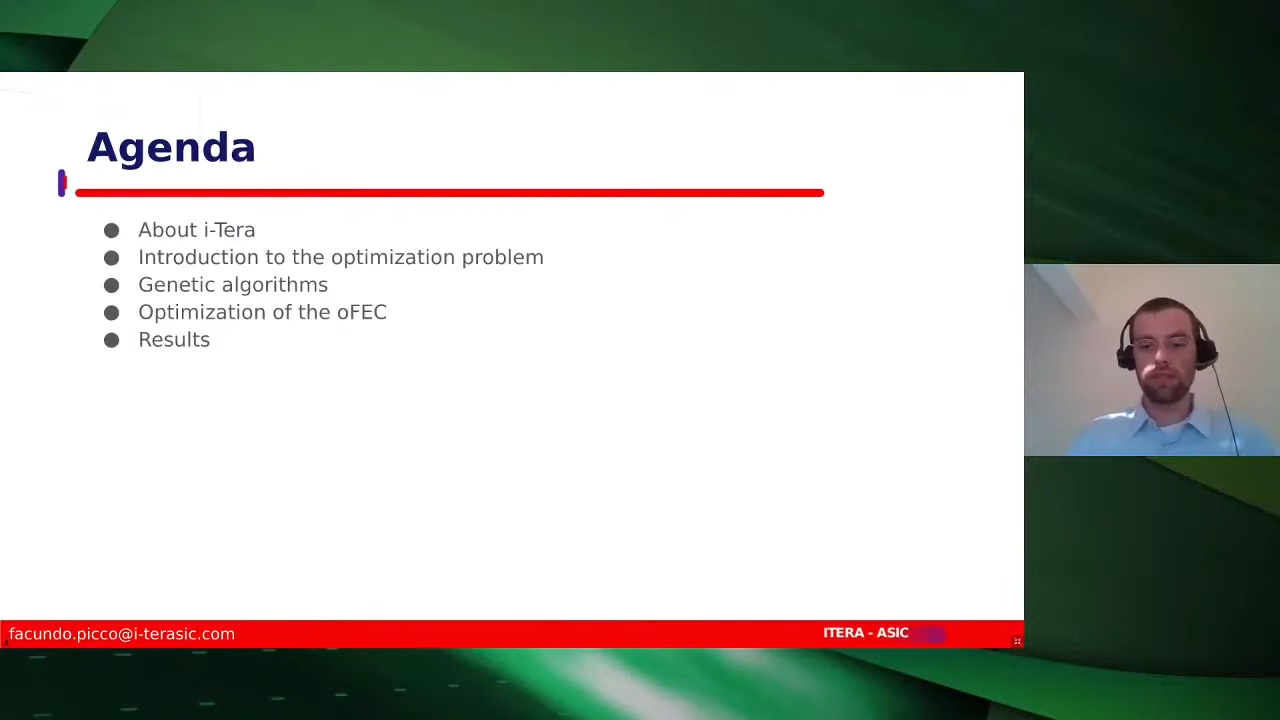 Agenda
● About i-Tera
● Introduction to the optimization problem
● Genetic algorithms
● Optimization of the oFEC
● Results
facundo.picco@i-terasic.com
ITERA - ASIC